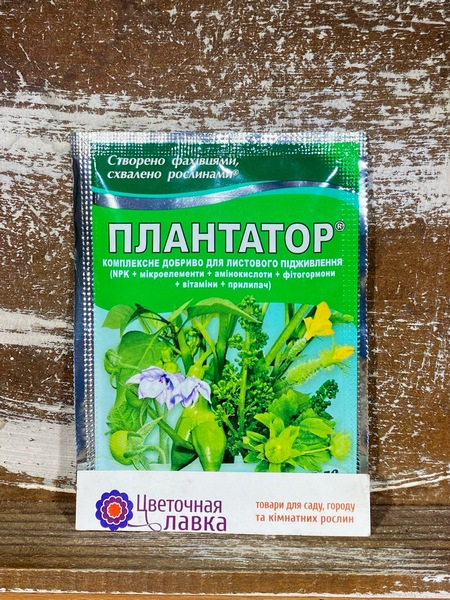 Створено фахівцями,
схвалено рослинами®
ПЛАНТАТОР®
КОМПЛЕКСНЕ ДОБРИВО ДЛЯ ЛИСТОВОГО ПІДЖИВЛЕННЯ
(NPK + мікроелементи + амінокислоти + фітогормони
+ вітаміни + прилипач)
Цветочная
лавка
товари для саду, городу
та кімнатних рослин